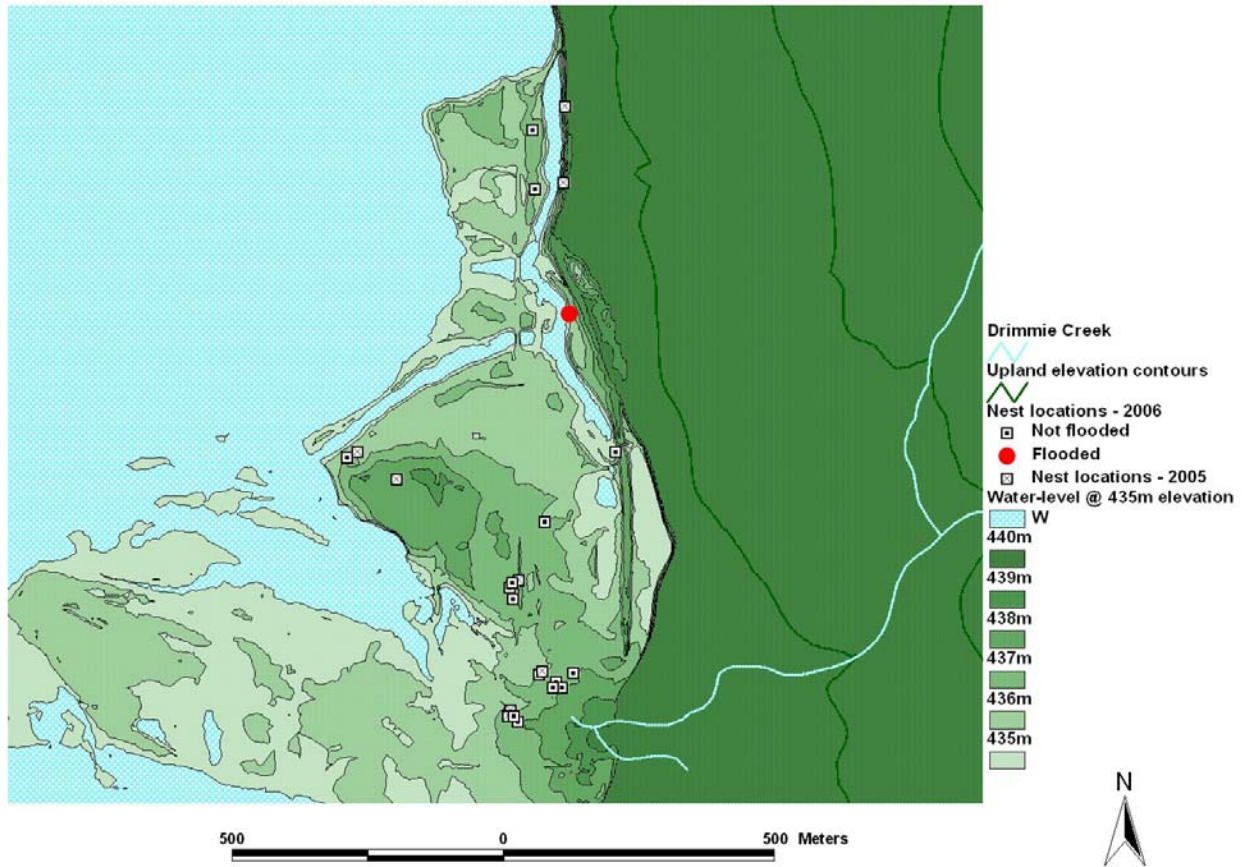 Drimmie Creek
Upland elevation contours
Nest locations - 2006
Not flooded
Flooded
Nest locations - 2005
Water-level @ 435m elevation
W
440m
439m
438m
437m
436m
435m
N
500 0 500 Meters